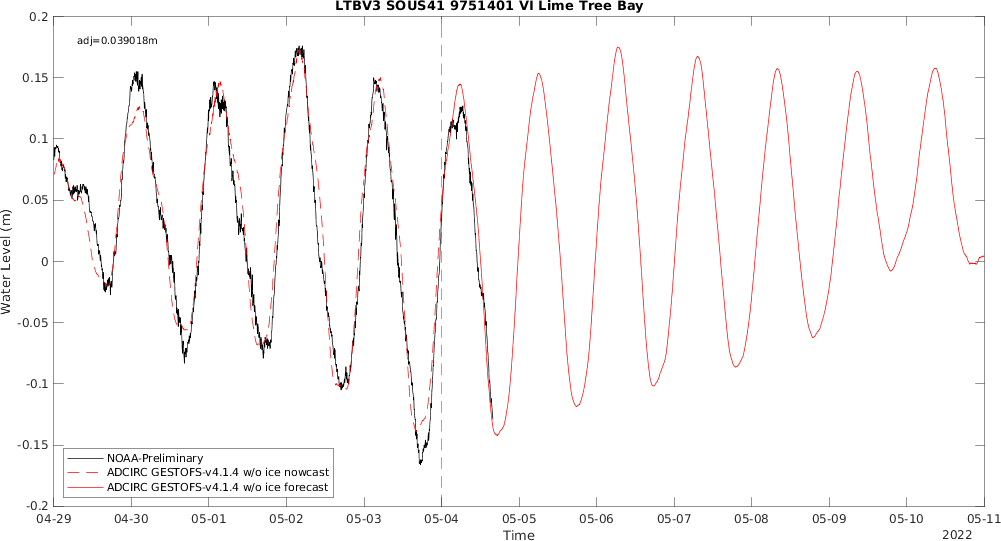 LTBV3 SOUS41 9751401 VI Lime Tree Bay
adj=0.039018m
0.2
0.15
0.1
0.05
0
-0.05
-0.1
-0.15
-0.2
Water Level (m)
NOAA-Preliminary
ADCIRC GESTOFS-v4.1.4 w/o ice nowcast
ADCIRC GESTOFS-v4.1.4 w/o ice forecast
04-29 04-30 05-01 05-02 05-03 05-04 05-05 05-06 05-07 05-08 05-09 05-10 05-11
Time
2022